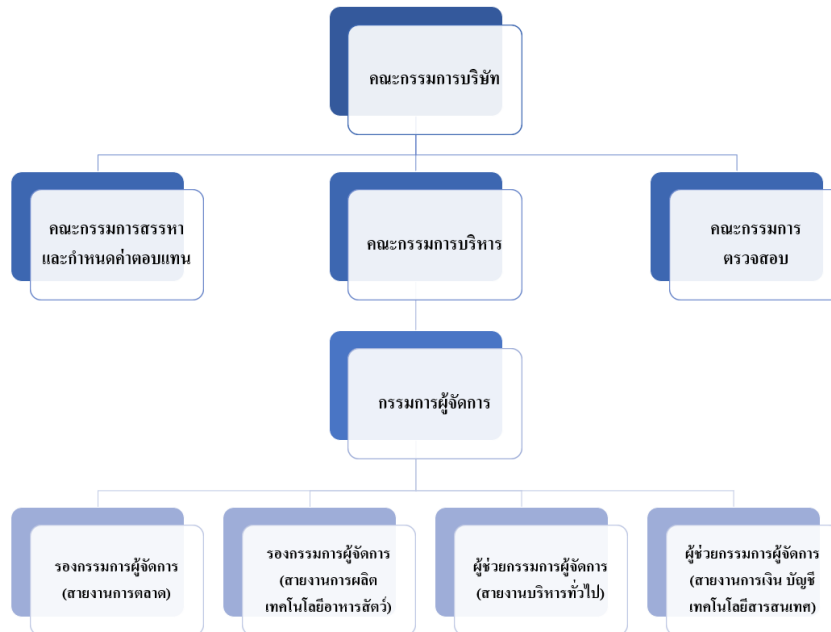 คณะกรรมการบริษัท
คณะกรรมการสรรหา
และกำหนดค่าตอบแทน
คณะกรรมการบริหาร
คณะกรรมการ
ตรวจสอบ
กรรมการผู้จัดการ
รองกรรมการผู้จัดการ
(สายงานการตลาด)
รองกรรมการผู้จัดการ
(สายงานการผลิต
เทคโนโลยีอาหารสัตว์)
ผู้ช่วยกรรมการผู้จัดการ
(สายงานบริหารทั่วไป)
ผู้ช่วยกรรมการผู้จัดการ
(สายงานการเงิน บัญชี
เทคโนโลยีสารสนเทศ)